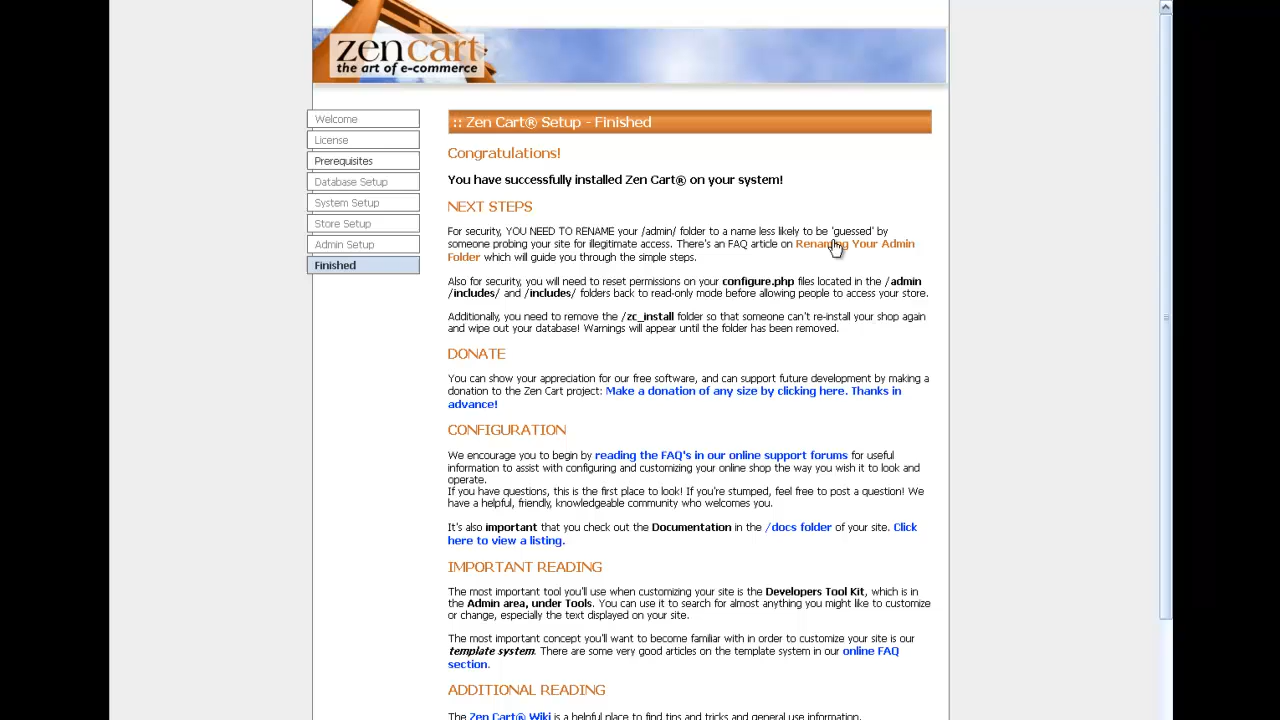 zen cart
the art of e-commerce
Welcome
License
Prerequisites
Database Setup
System Setup
Store Setup
Admin Setup
Finished
:: Zen Cart® Setup - Finished
Congratulations!
You have successfully installed Zen Cart® on your system!
NEXT STEPS
For security, YOU NEED TO RENAME your /admin/ folder to a name less likely to be 'guessed' by
someone probing your site for illegitimate access. There's an FAQ article on Renaming Your Admin
Folder which will guide you through the simple steps.
Also for security, you will need to reset permissions on your configure.php files located in the /admin
/includes/ and /includes/ folders back to read-only mode before allowing people to access your store.
Additionally, you need to remove the /zc_install folder so that someone can't re-install your shop again
and wipe out your database! Warnings will appear until the folder has been removed.
DONATE
You can show your appreciation for our free software, and can support future development by making a
donation to the Zen Cart project: Make a donation of any size by clicking here. Thanks in
advance!
CONFIGURATION
We encourage you to begin by reading the FAQ's in our online support forums for useful
information to assist with configuring and customizing your online shop the way you wish it to look and
operate.
If you have questions, this is the first place to look! If you're stumped, feel free to post a question! We
have a helpful, friendly, knowledgeable community who welcomes you.
It's also important that you check out the Documentation in the /docs folder of your site. Click
here to view a listing.
IMPORTANT READING
The most important tool you'll use when customizing your site is the Developers Tool Kit, which is in
the Admin area, under Tools. You can use it to search for almost anything you might like to customize
or change, especially the text displayed on your site.
The most important concept you'll want to become familiar with in order to customize your site is our
template system. There are some very good articles on the template system in our online FAQ
section.
ADDITIONAL READING
The Zen Cart® Wiki is a helpful place to find tips and tricks and general use information.